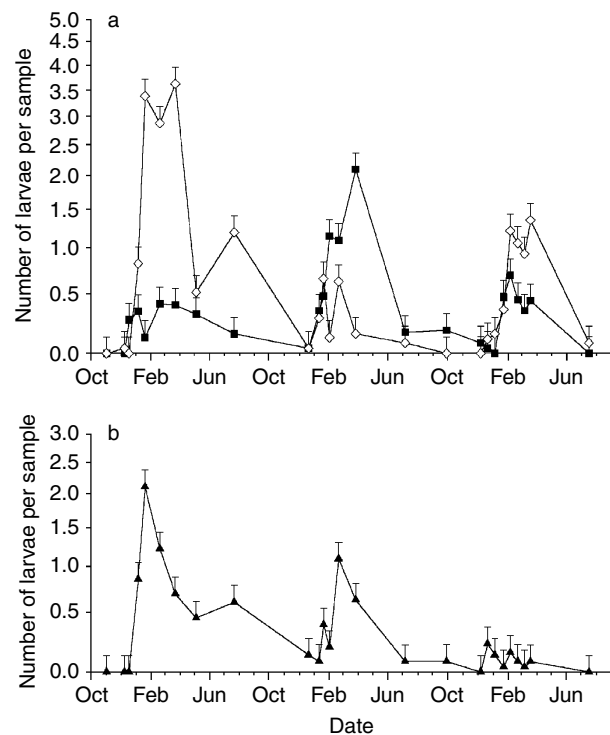 a
Number of larvae per sample
5.0
4.5
4.0
3.5
3.0
2.5
2.0
1.5
1.0
0.5
0.0
Oct Feb Jun Oct Feb Jun Oct Feb Jun
b
Number of larvae per sample
3.0
2.5
2.0
1.5
1.0
0.5
0.0
Oct Feb Jun Oct Feb Jun Oct Feb Jun
Date